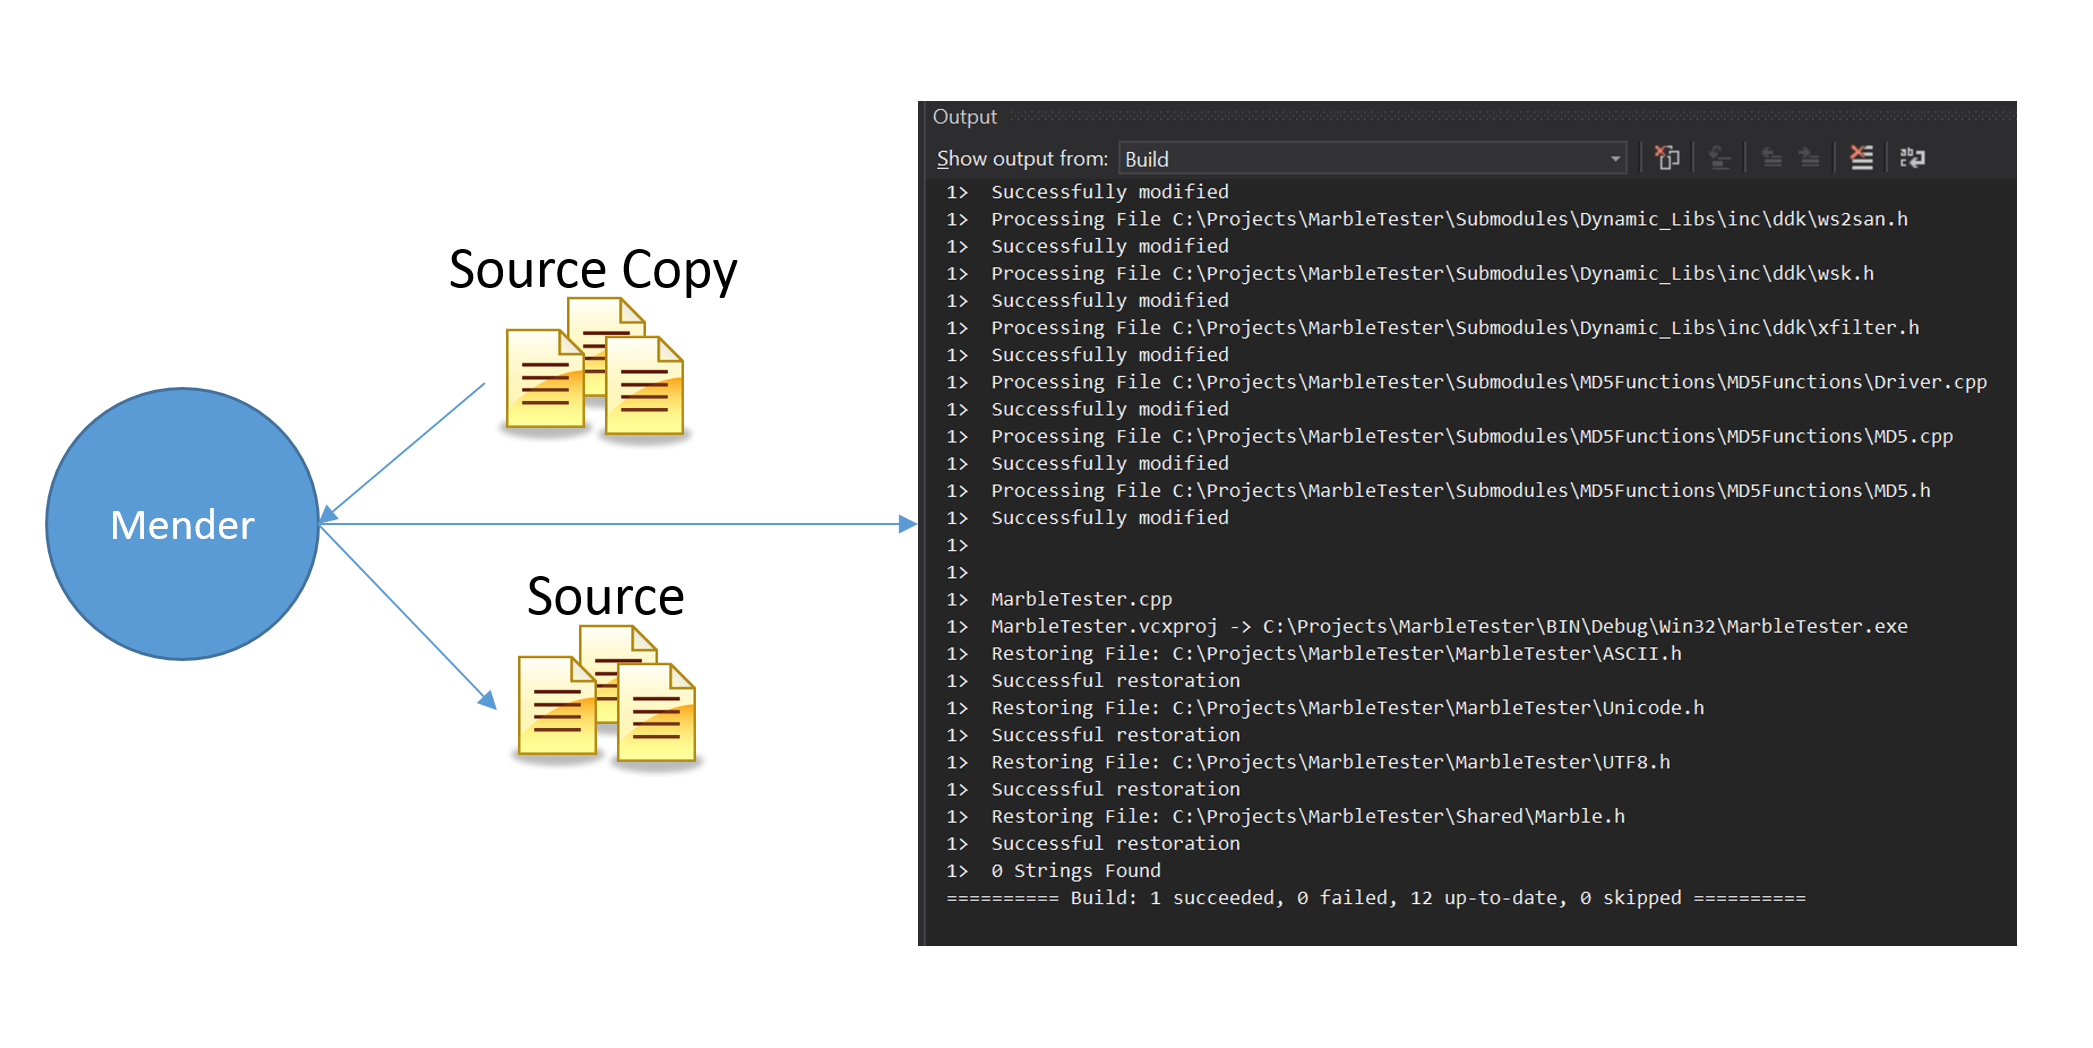 Source Copy
Mender
Source
Output
Show output from: Build
1> Successfully modified
1> Processing File C:\Projects\MarbleTester\Submodules\Dynamic_Libs\inc\ddk\ws2san.h
1> Successfully modified
1> Processing File C:\Projects\MarbleTester\Submodules\Dynamic_Libs\inc\ddk\wsk.h
1> Successfully modified
1> Processing File C:\Projects\MarbleTester\Submodules\Dynamic_Libs\inc\ddk\xfilter.h
1> Successfully modified
1> Processing File C:\Projects\MarbleTester\Submodules\MD5Functions\MD5Functions\Driver.cpp
1> Successfully modified
1> Processing File C:\Projects\MarbleTester\Submodules\MD5Functions\MD5Functions\MD5.cpp
1> Successfully modified
1> Processing File C:\Projects\MarbleTester\Submodules\MD5Functions\MD5Functions\MD5.h
1> Successfully modified
1>
1>
1> MarbleTester.cpp
1> MarbleTester.vcxproj -> C:\Projects\MarbleTester\BIN\Debug\Win32\MarbleTester.exe
1> Restoring File: C:\Projects\MarbleTester\MarbleTester\ASCII.h
1> Successful restoration
1> Restoring File: C:\Projects\MarbleTester\MarbleTester\Unicode.h
1> Successful restoration
1> Restoring File: C:\Projects\MarbleTester\MarbleTester\UTF8.h
1> Successful restoration
1> Restoring File: C:\Projects\MarbleTester\Shared\Marble.h
1> Successful restoration
1> 0 Strings Found
========== Build: 1 succeeded, 0 failed, 12 up-to-date, 0 skipped ==========